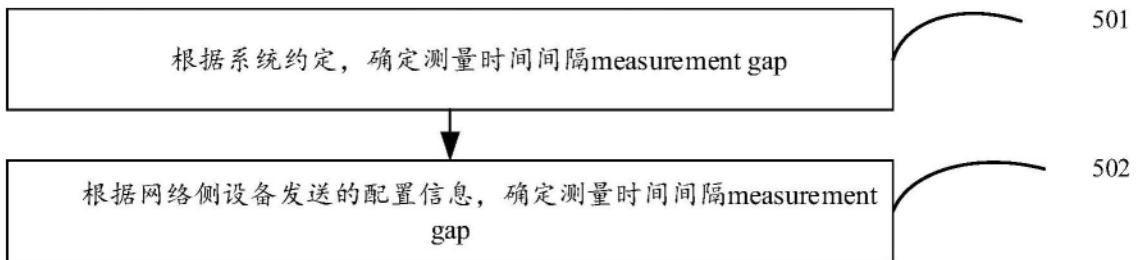 根据系统约定，确定测量时间间隔measurement gap
501
根据网络侧设备发送的配置信息，确定测量时间间隔measurement
gap
502